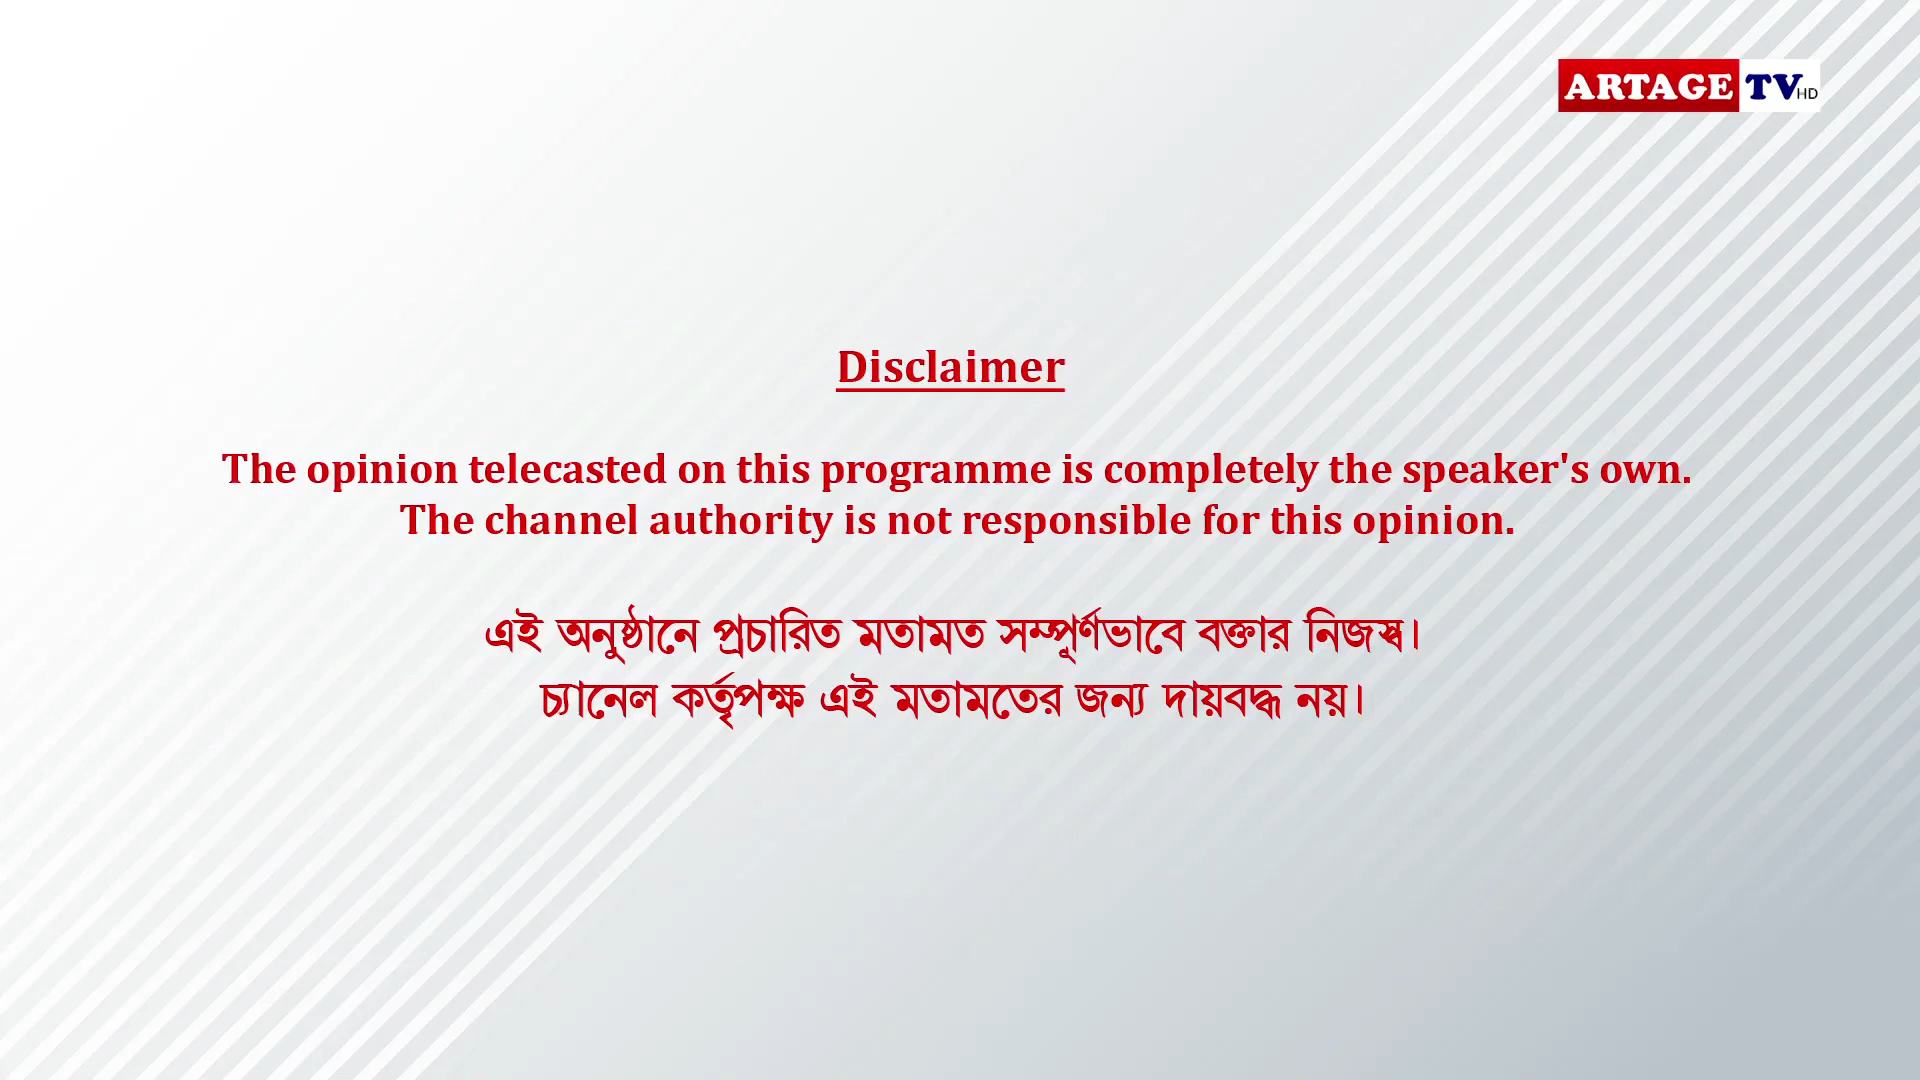 ARTAGE TV HD
Disclaimer
The opinion telecasted on this programme is completely the speaker's own.
The channel authority is not responsible for this opinion.
এই অনুষ্ঠানে প্রচারিত মতামত সম্পূর্ণভাবে বক্তার নিজস্ব।
চ্যানেল কর্তৃপক্ষ এই মতামতের জন্য দায়বদ্ধ নয়।